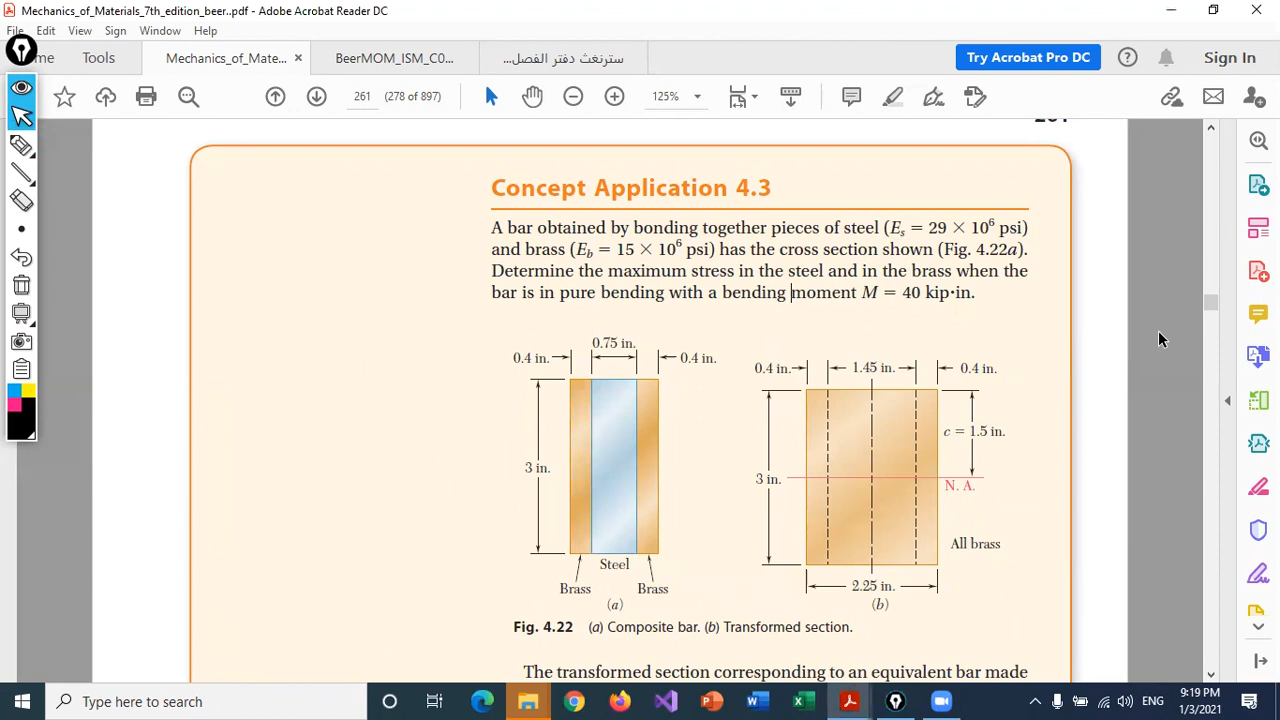 Mechanics_of_Materials_7th_edition_beer..pdf - Adobe Acrobat Reader DC
File Edit View Sign Window Help
me Tools Mechanics_of_Mate... × BeerMOM_ISM_C0... سترنغث دفتر الفصل... Try Acrobat Pro DC Sign In
261 (278 of 897) 125%
Concept Application 4.3
A bar obtained by bonding together pieces of steel (Es = 29 × 10⁶ psi)
and brass (Eb = 15 × 10⁶ psi) has the cross section shown (Fig. 4.22a).
Determine the maximum stress in the steel and in the brass when the
bar is in pure bending with a bending moment M = 40 kip·in.
0.75 in.
0.4 in. 0.4 in.
0.4 in. 1.45 in. 0.4 in.
c = 1.5 in.
3 in.
3 in.
N. A.
All brass
Steel
Brass Brass
2.25 in.
(a)
(b)
Fig. 4.22 (a) Composite bar. (b) Transformed section.
The transformed section corresponding to an equivalent bar made
Type here to search
ENG
9:19 PM
1/3/2021